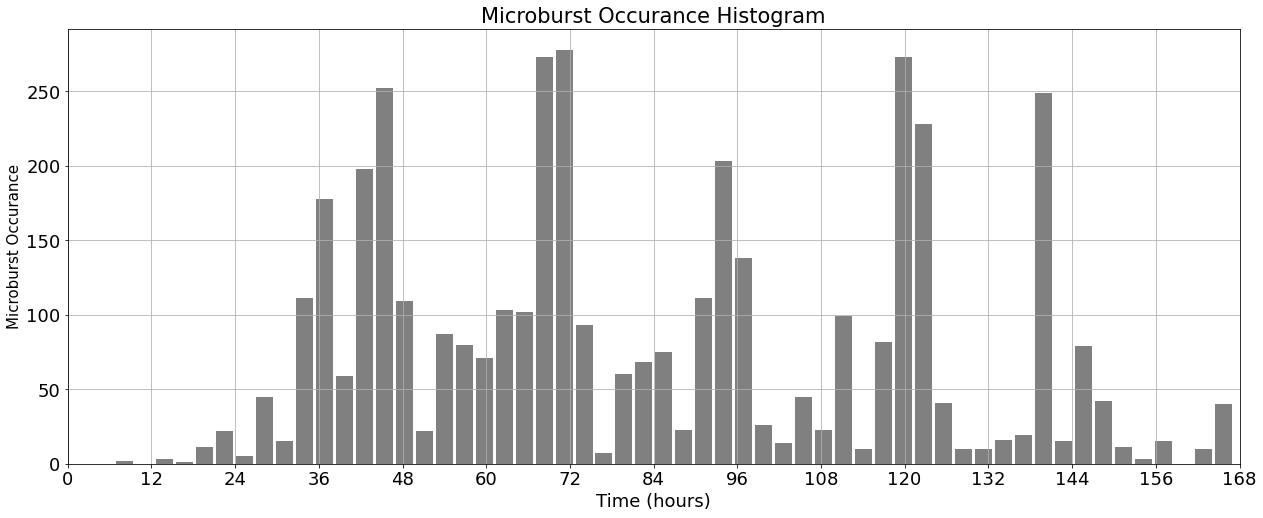 Microburst Occurance Histogram
Microburst Occurance
250
200
150
100
50
0
0 12 24 36 48 60 72 84 96 108 120 132 144 156 168
Time (hours)